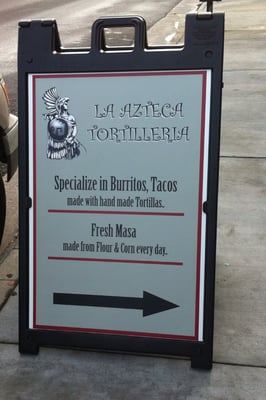 LA AZTECA
TORTILLERIA
Specialize in Burritos, Tacos
made with hand made Tortillas.
Fresh Masa
made from Flour & Corn every day.